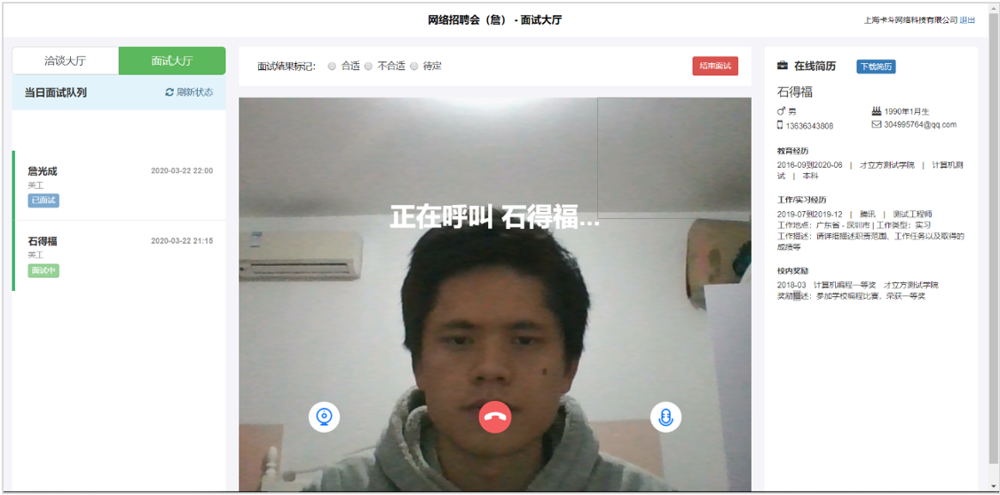 网络招聘会（詹） - 面试大厅
上海卡斗网络科技有限公司 退出
洽谈大厅 面试大厅
当日面试队列 刷新状态
詹光成 2020-03-22 22:00
美工
已面试
石得福 2020-03-22 21:15
美工
面试中
面试结果标记： 合适 不合适 待定 结束面试
正在呼叫 石得福...
在线简历 下载简历
石得福
男 1990年1月生
13636343808 304995764@qq.com
教育经历
2016-09到2020-06 | 才立方测试学院 | 计算机测
试 | 本科
工作/实习经历
2019-07到2019-12 | 腾讯 | 测试工程师
工作地点：广东省 - 深圳市 | 工作类型：实习
工作描述：请详细描述职责范围、工作任务以及取得的
成绩等
校内奖励
2018-03 计算机编程一等奖 才立方测试学院
奖励描述：参加学校编程比赛，荣获一等奖